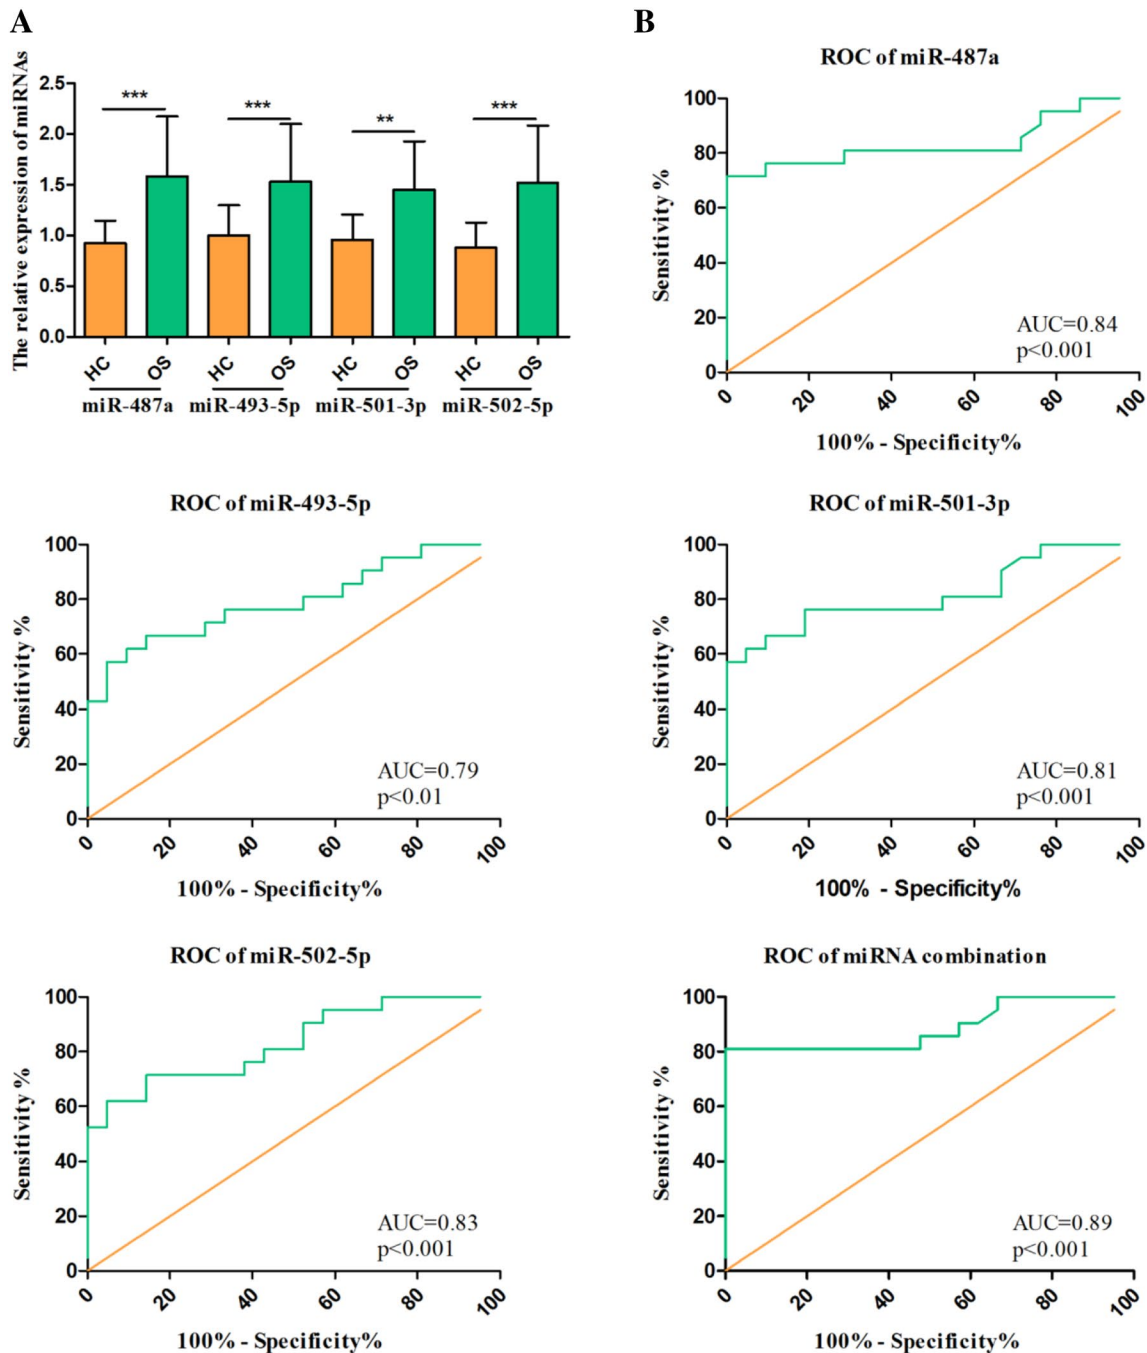 A
The relative expression of miRNAs
2.5
2.0
1.5
1.0
0.5
0.0
*** *** ** ***
HC OS HC OS HC OS HC OS
miR-487a miR-493-5p miR-501-3p miR-502-5p
B
ROC of miR-487a
Sensitivity %
100
80
60
40
20
0
AUC=0.84
p<0.001
0 20 40 60 80 100
100% - Specificity%
ROC of miR-493-5p
Sensitivity %
100
80
60
40
20
0
AUC=0.79
p<0.01
0 20 40 60 80 100
100% - Specificity%
ROC of miR-501-3p
Sensitivity %
100
80
60
40
20
0
AUC=0.81
p<0.001
0 20 40 60 80 100
100% - Specificity%
ROC of miR-502-5p
Sensitivity %
100
80
60
40
20
0
AUC=0.83
p<0.001
0 20 40 60 80 100
100% - Specificity%
ROC of miRNA combination
Sensitivity %
100
80
60
40
20
0
AUC=0.89
p<0.001
0 20 40 60 80 100
100% - Specificity%